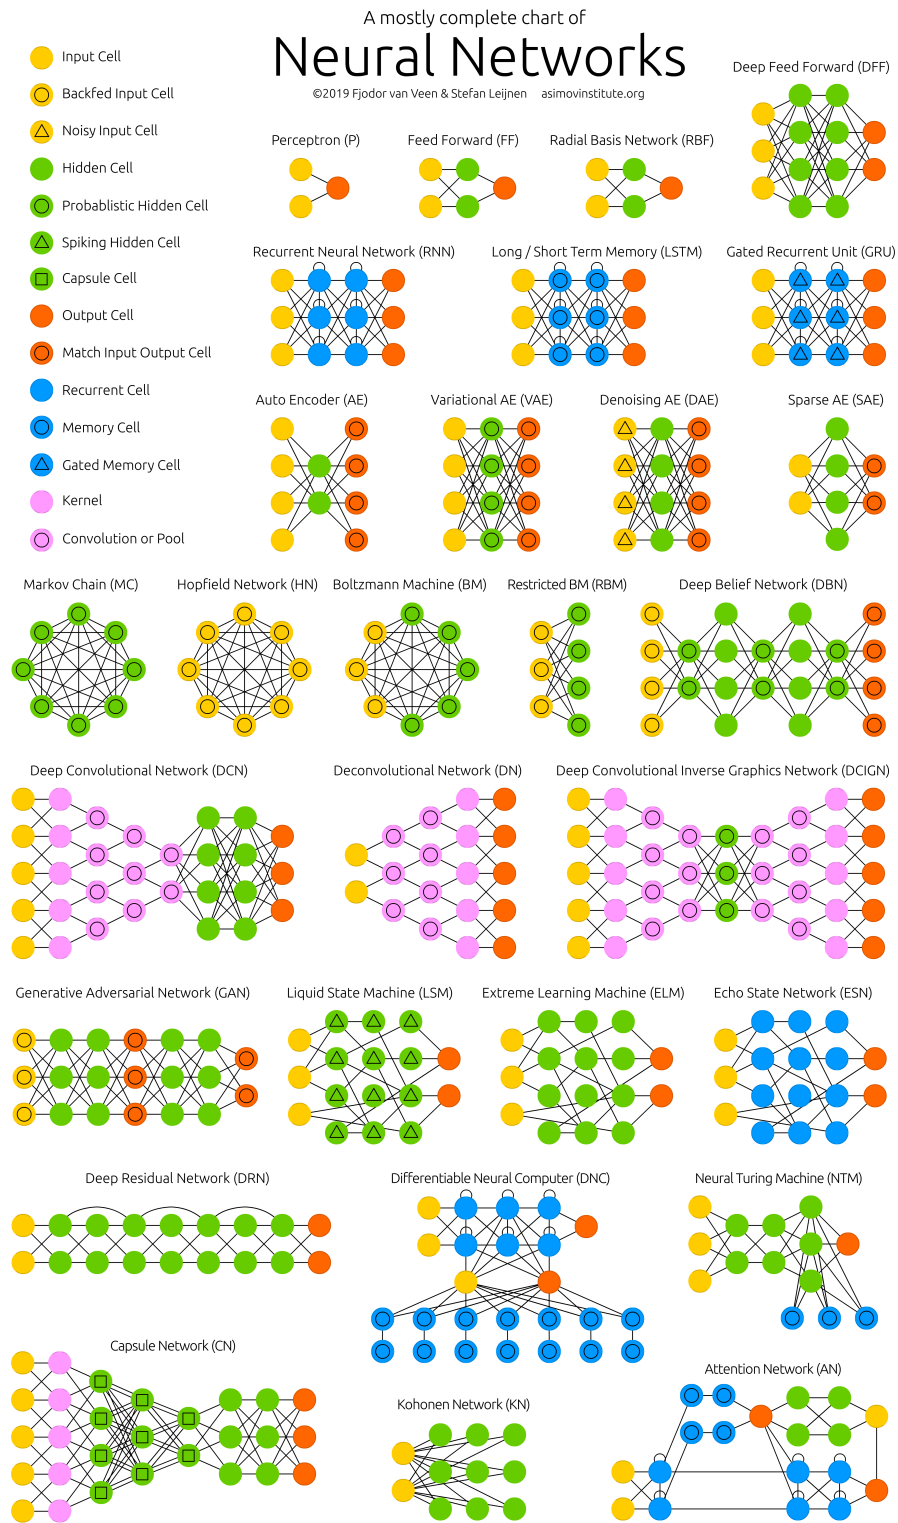 A mostly complete chart of
Neural Networks
©2019 Fjodor van Veen & Stefan Leijnen   asimovinstitute.org
Input Cell
Backfed Input Cell
Noisy Input Cell
Hidden Cell
Probablistic Hidden Cell
Spiking Hidden Cell
Capsule Cell
Output Cell
Match Input Output Cell
Recurrent Cell
Memory Cell
Gated Memory Cell
Kernel
Convolution or Pool
Deep Feed Forward (DFF)
Perceptron (P)
Feed Forward (FF)
Radial Basis Network (RBF)
Recurrent Neural Network (RNN)
Long / Short Term Memory (LSTM)
Gated Recurrent Unit (GRU)
Auto Encoder (AE)
Variational AE (VAE)
Denoising AE (DAE)
Sparse AE (SAE)
Markov Chain (MC)
Hopfield Network (HN)
Boltzmann Machine (BM)
Restricted BM (RBM)
Deep Belief Network (DBN)
Deep Convolutional Network (DCN)
Deconvolutional Network (DN)
Deep Convolutional Inverse Graphics Network (DCIGN)
Generative Adversarial Network (GAN)
Liquid State Machine (LSM)
Extreme Learning Machine (ELM)
Echo State Network (ESN)
Deep Residual Network (DRN)
Differentiable Neural Computer (DNC)
Neural Turing Machine (NTM)
Capsule Network (CN)
Kohonen Network (KN)
Attention Network (AN)